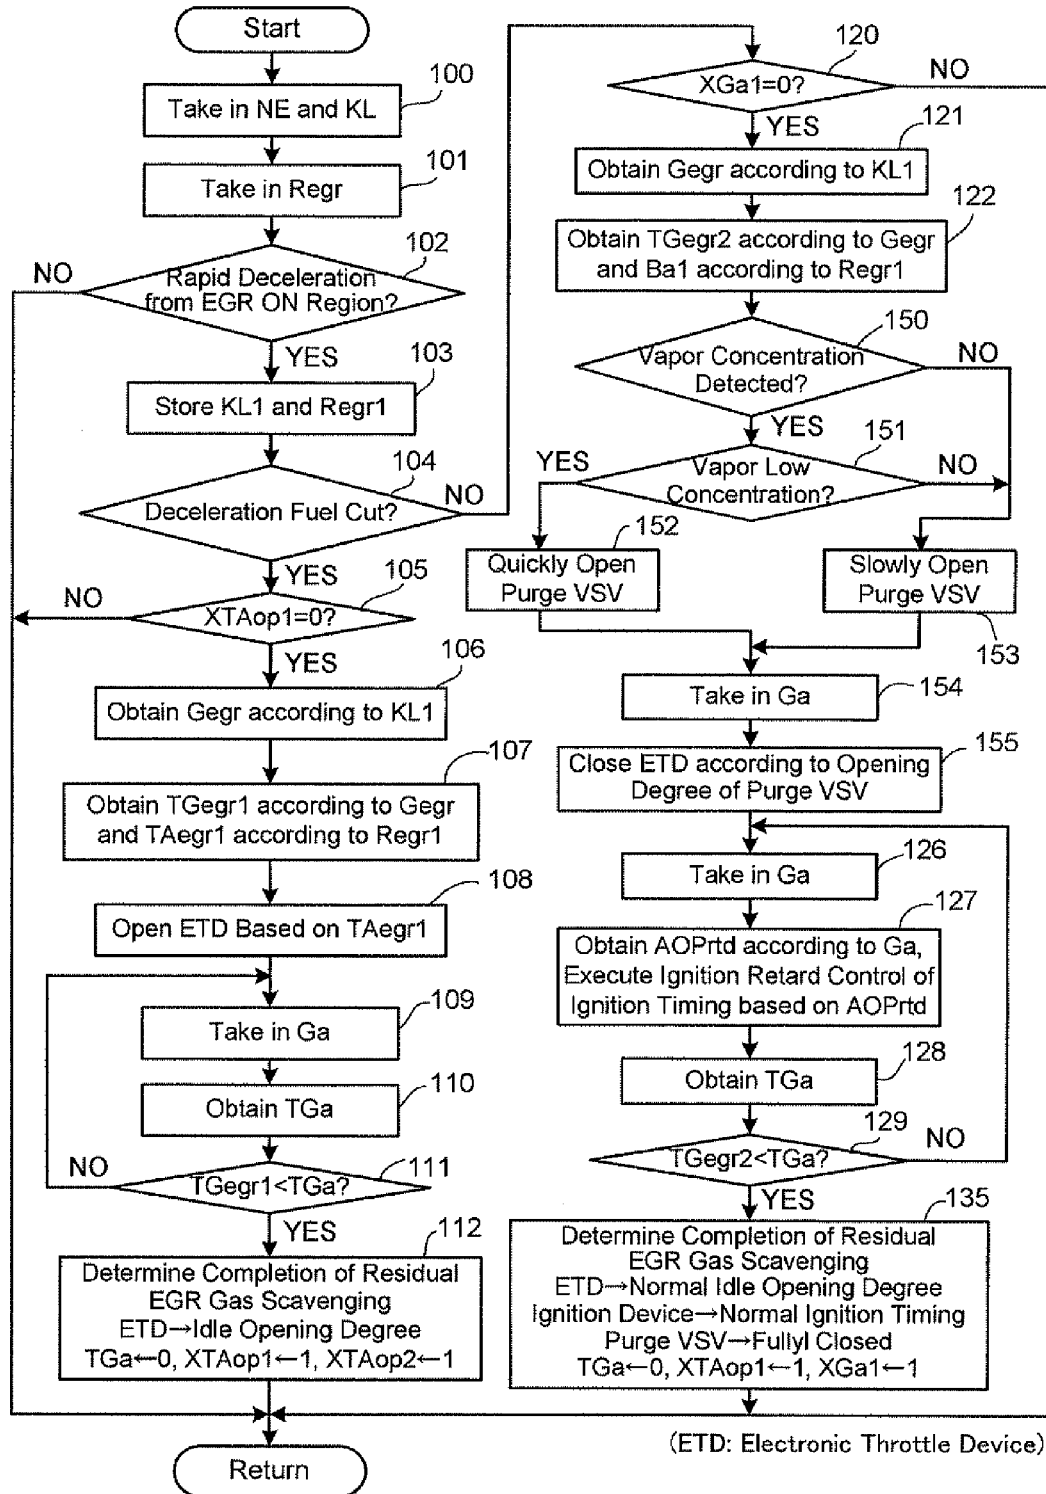 Start
100
Take in NE and KL
101
Take in Regr
102
NO
Rapid Deceleration
from EGR ON Region?
YES
103
Store KL1 and Regr1
104
NO
Deceleration Fuel Cut?
YES
105
NO
XTAop1=0?
YES
106
Obtain Gegr according to KL1
107
Obtain TGegr1 according to Gegr
and TAegr1 according to Regr1
108
Open ETD Based on TAegr1
109
Take in Ga
110
Obtain TGa
NO
111
TGegr1<TGa?
YES
112
Determine Completion of Residual
EGR Gas Scavenging
ETD→Idle Opening Degree
TGa←0, XTAop1←1, XTAop2←1
Return
120
NO
XGa1=0?
YES
121
Obtain Gegr according to KL1
122
Obtain TGegr2 according to Gegr
and Ba1 according to Regr1
150
NO
Vapor Concentration
Detected?
YES
151
YES
Vapor Low
Concentration?
NO
152
Quickly Open
Purge VSV
Slowly Open
Purge VSV
153
Take in Ga
154
155
Close ETD according to Opening
Degree of Purge VSV
126
Take in Ga
127
Obtain AOPrtd according to Ga,
Execute Ignition Retard Control of
Ignition Timing based on AOPrtd
128
Obtain TGa
129
NO
TGegr2<TGa?
YES
135
Determine Completion of Residual
EGR Gas Scavenging
ETD→Normal Idle Opening Degree
Ignition Device→Normal Ignition Timing
Purge VSV→Fullyl Closed
TGa←0, XTAop1←1, XGa1←1
(ETD: Electronic Throttle Device)